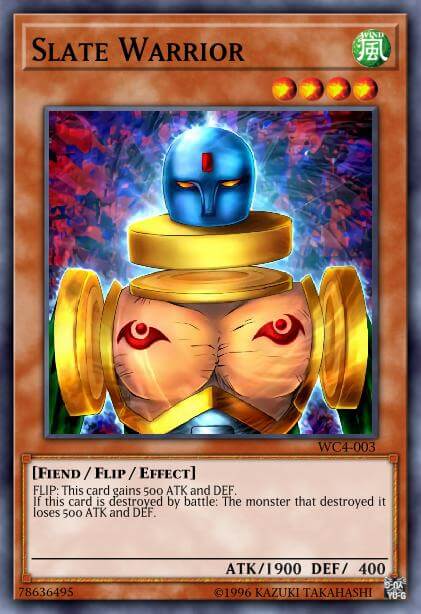 SLATE WARRIOR
WIND
風
WC4-003
[FIEND / FLIP / EFFECT]
FLIP: This card gains 500 ATK and DEF.
If this card is destroyed by battle: The monster that destroyed it
loses 500 ATK and DEF.
ATK/1900 DEF/ 400
78636495
©1996 KAZUKI TAKAHASHI